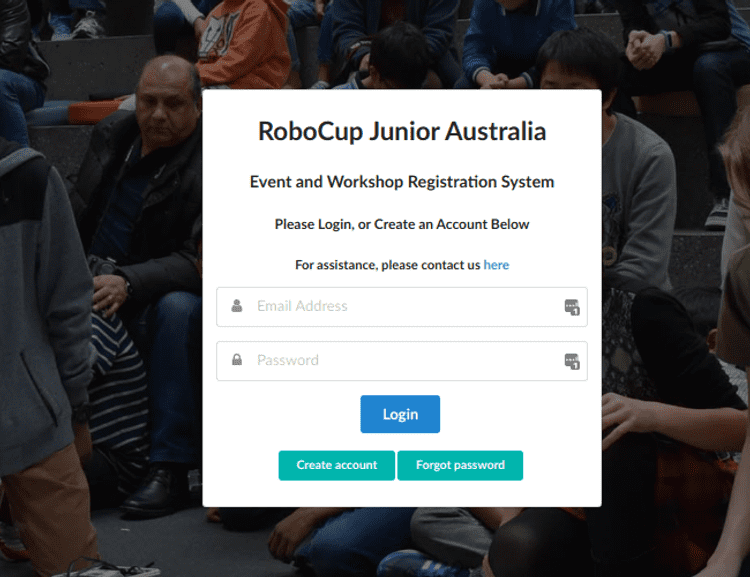 RoboCup Junior Australia
Event and Workshop Registration System
Please Login, or Create an Account Below
For assistance, please contact us here
Email Address
Password
Login
Create account Forgot password